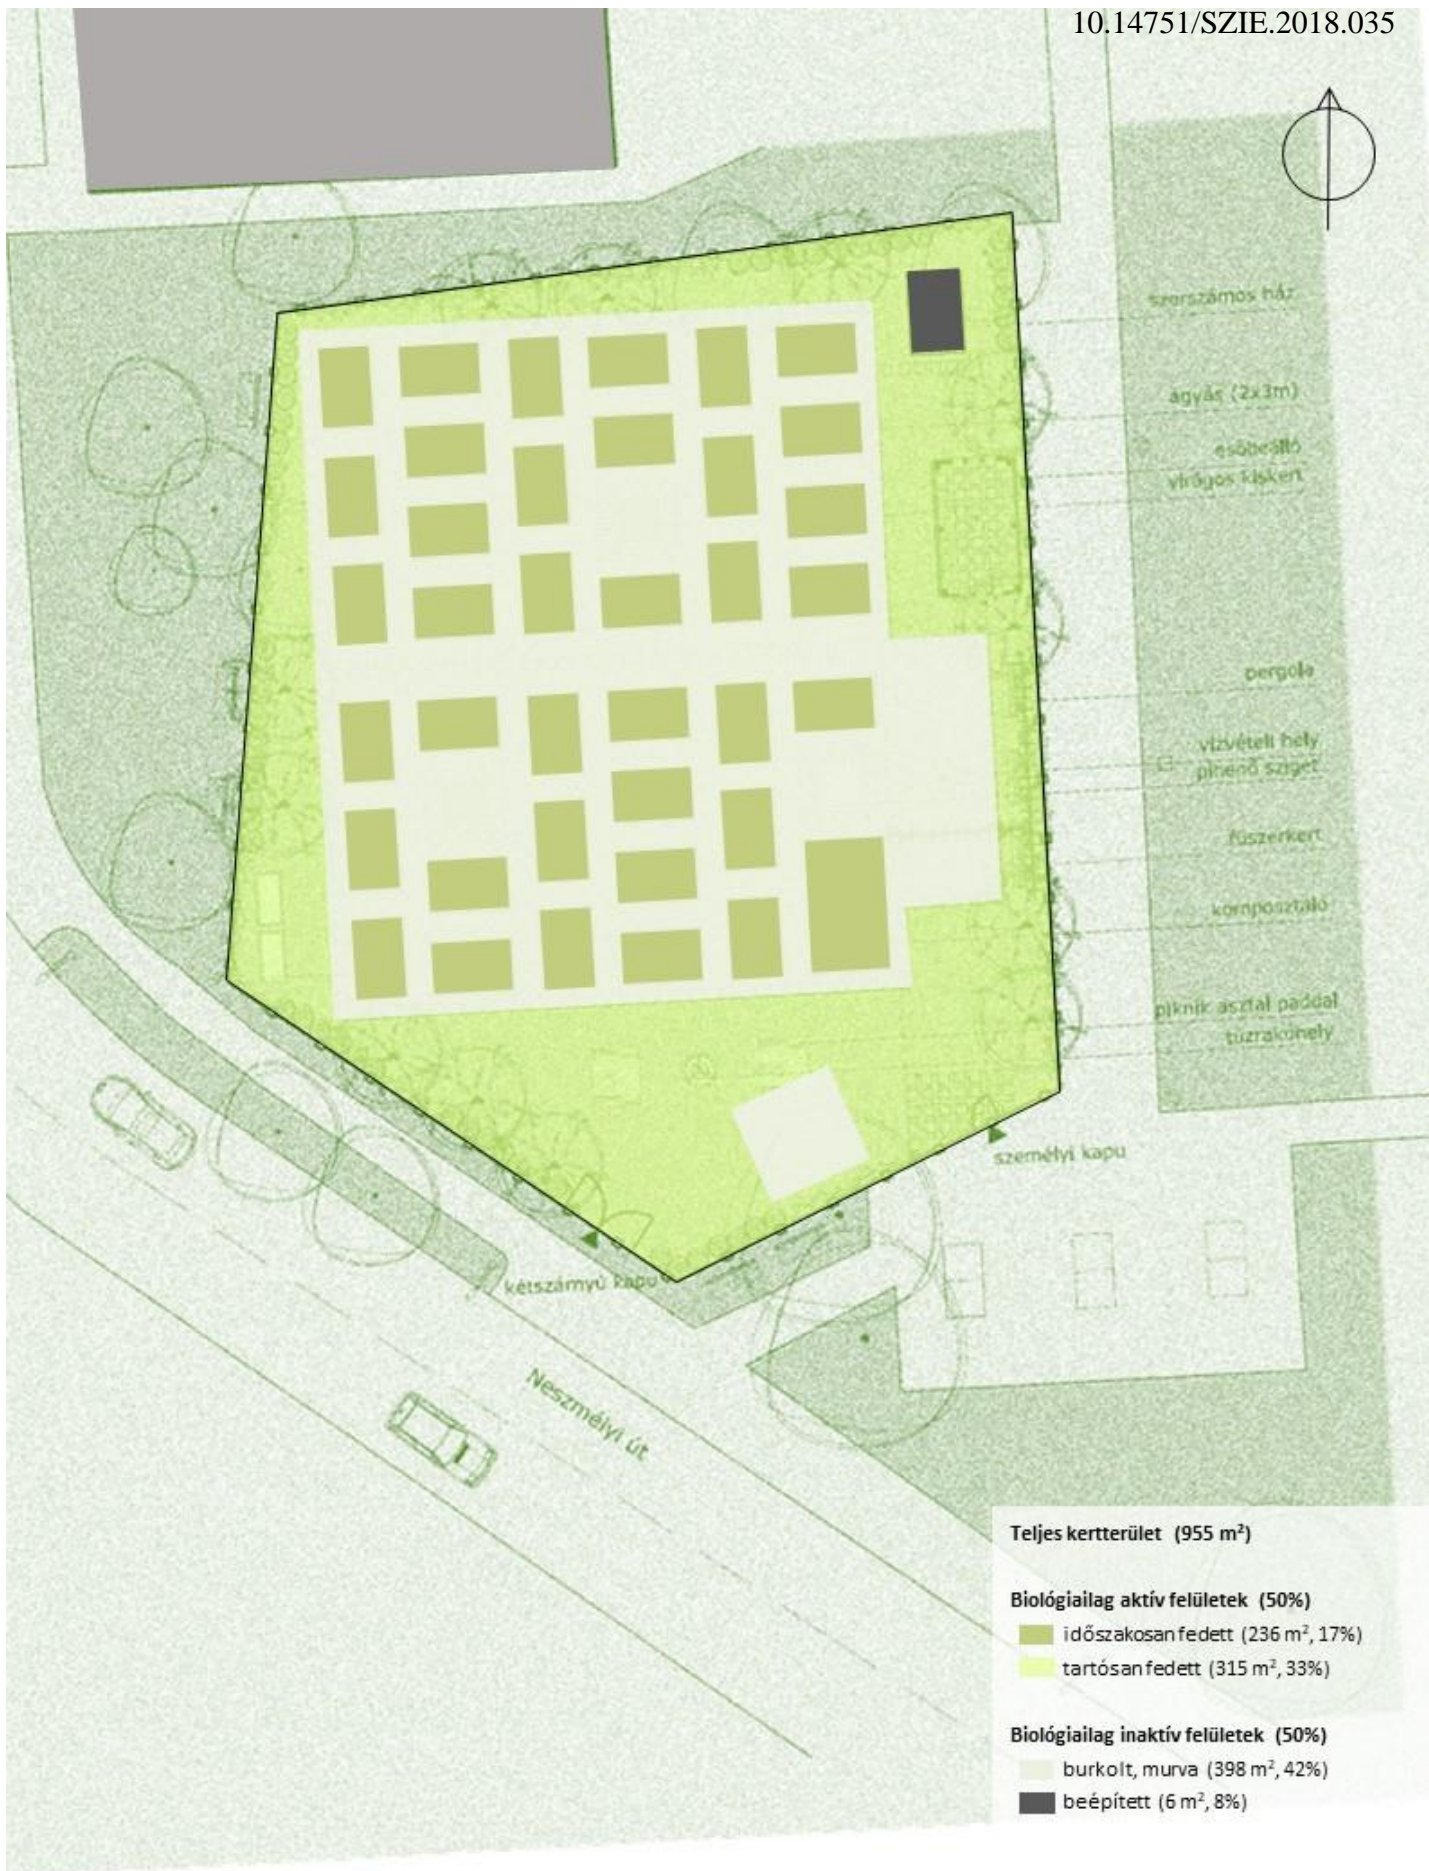 10.14751/SZIE.2018.035
szerszámos ház
ágyás (2x3m)
esőbeálló
virágos kiskert
pergola
vízvételi hely
pihenő sziget
fűszerkert
komposztáló
piknik asztal paddal
tűzrakóhely
személyi kapu
kétszárnyú kapu
Neszmélyi út
Teljes kertterület (955 m²)
Biológiailag aktív felületek (50%)
időszakosan fedett (236 m², 17%)
tartósan fedett (315 m², 33%)
Biológiailag inaktív felületek (50%)
burkolt, murva (398 m², 42%)
beépített (6 m², 8%)